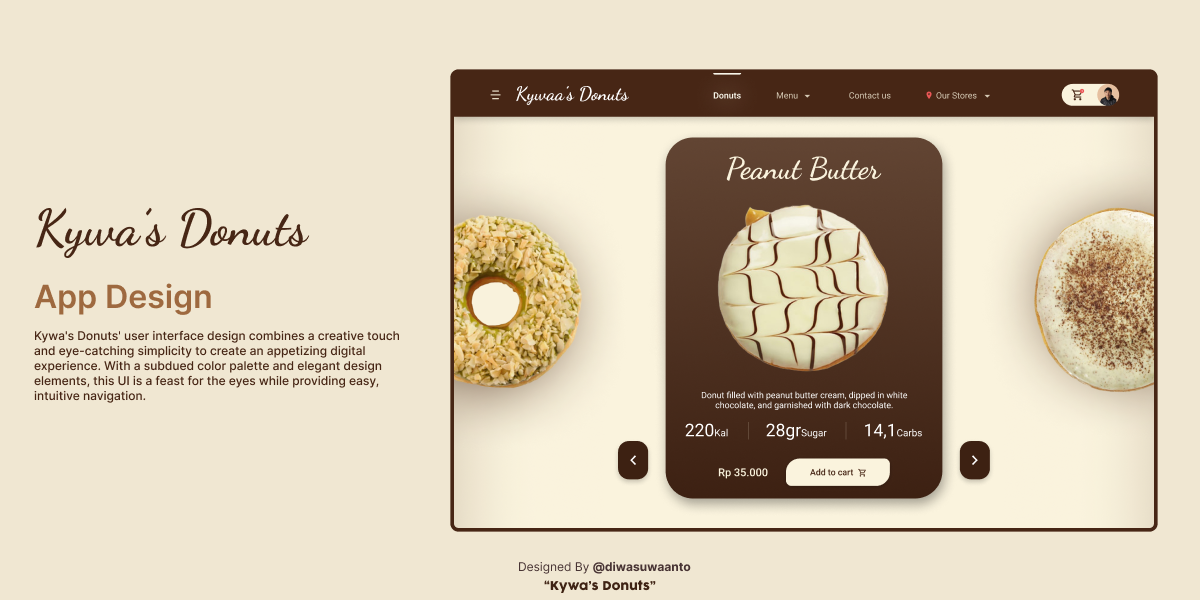 Kywa's Donuts
App Design
Kywa's Donuts' user interface design combines a creative touch
and eye-catching simplicity to create an appetizing digital
experience. With a subdued color palette and elegant design
elements, this UI is a feast for the eyes while providing easy,
intuitive navigation.
Kywaa's Donuts
Donuts
Menu
Contact us
Our Stores
Peanut Butter
Donut filled with peanut butter cream, dipped in white
chocolate, and garnished with dark chocolate.
220Kal
28grSugar
14,1Carbs
Rp 35.000
Add to cart
Designed By @diwasuwaanto
“Kywa's Donuts”